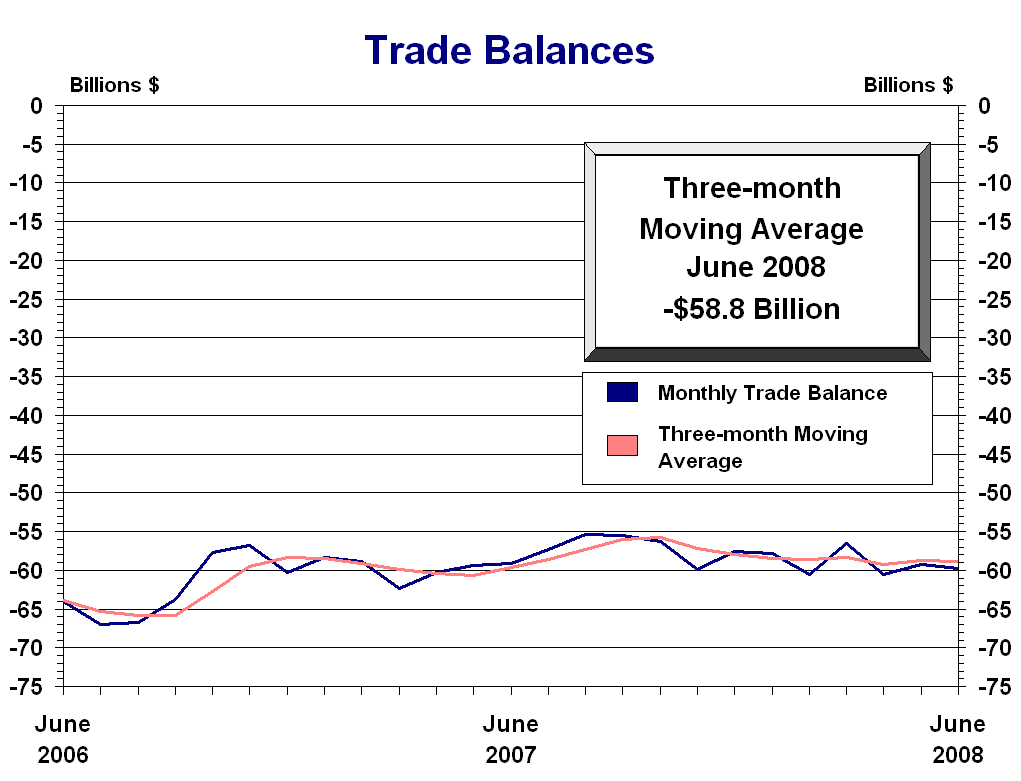 Trade Balances
Billions $ Billions $
0 0
-5 -5
-10 -10
-15 -15
-20 -20
-25 -25
-30 -30
-35 -35
-40 -40
-45 -45
-50 -50
-55 -55
-60 -60
-65 -65
-70 -70
-75 -75
Three-month
Moving Average
June 2008
-$58.8 Billion
Monthly Trade Balance
Three-month Moving
Average
June June June
2006 2007 2008